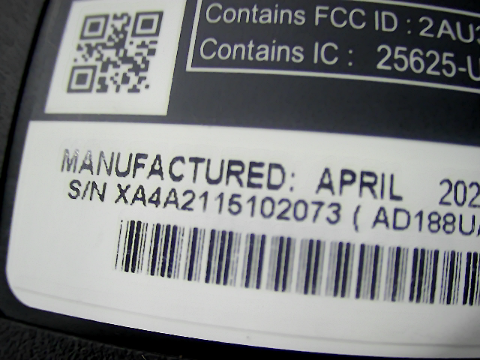 Contains FCC ID : 2AU
Contains IC : 25625-U
MANUFACTURED: APRIL 202
S/N XA4A2115102073 ( AD188U